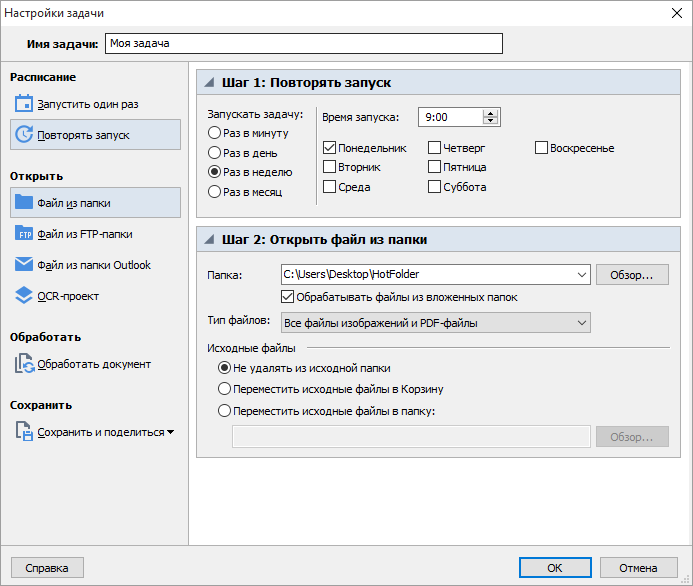 Настройки задачи
Имя задачи: Моя задача
Расписание
Запустить один раз
Повторять запуск
Открыть
Файл из папки
FTP Файл из FTP-папки
Файл из папки Outlook
OCR-проект
Обработать
Обработать документ
Сохранить
Сохранить и поделиться
Шаг 1: Повторять запуск
Запускать задачу:
Раз в минуту
Раз в день
Раз в неделю
Раз в месяц
Время запуска: 9:00
Понедельник Четверг Воскресенье
Вторник Пятница
Среда Суббота
Шаг 2: Открыть файл из папки
Папка: C:\Users\Desktop\HotFolder Обзор...
Обрабатывать файлы из вложенных папок
Тип файлов: Все файлы изображений и PDF-файлы
Исходные файлы
Не удалять из исходной папки
Переместить исходные файлы в Корзину
Переместить исходные файлы в папку:
Обзор...
Справка ОК Отмена